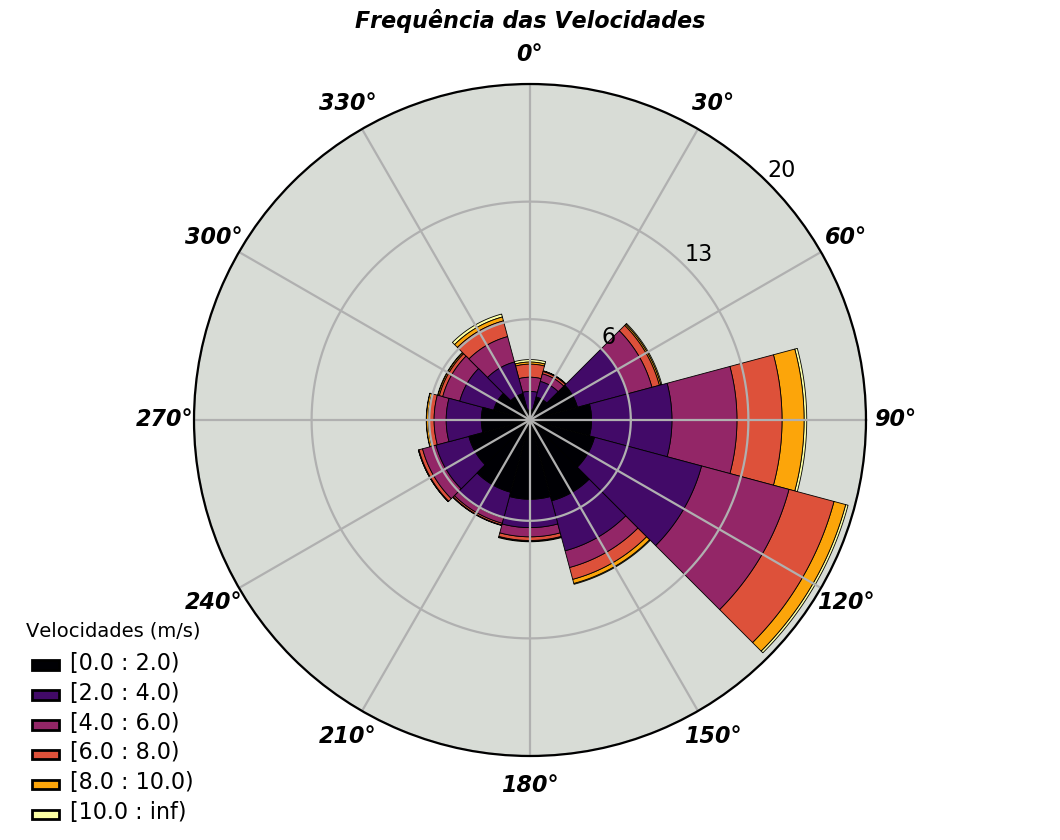 Frequência das Velocidades
0°
330°
30°
20
300°
60°
13
6
270°
90°
240°
120°
210°
150°
180°
Velocidades (m/s)
[0.0 : 2.0)
[2.0 : 4.0)
[4.0 : 6.0)
[6.0 : 8.0)
[8.0 : 10.0)
[10.0 : inf)